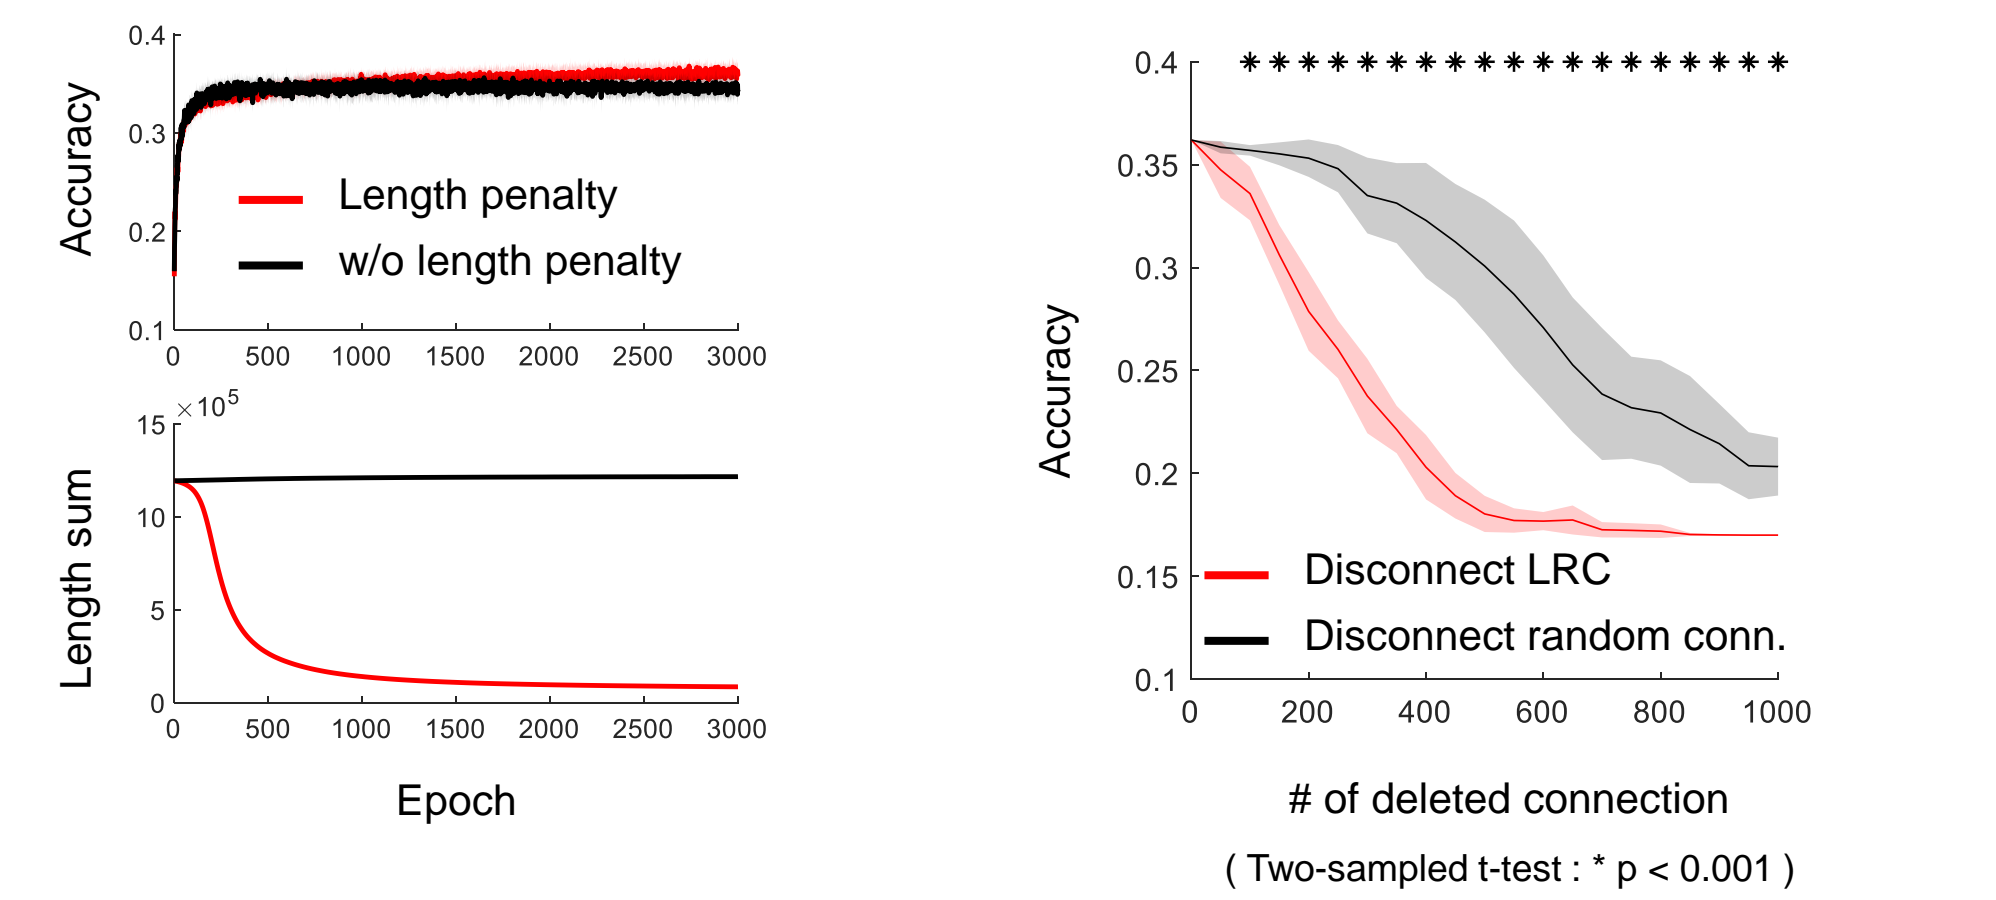 0.4
0.3
0.2
0.1
Accuracy
Length penalty
w/o length penalty
0 500 1000 1500 2000 2500 3000
×10^5
15
10
5
0
Length sum
0 500 1000 1500 2000 2500 3000
Epoch
0.4
0.35
0.3
0.25
0.2
0.15
0.1
Accuracy
* * * * * * * * * * * * * * * * * * *
Disconnect LRC
Disconnect random conn.
0 200 400 600 800 1000
# of deleted connection
( Two-sampled t-test : * p < 0.001 )